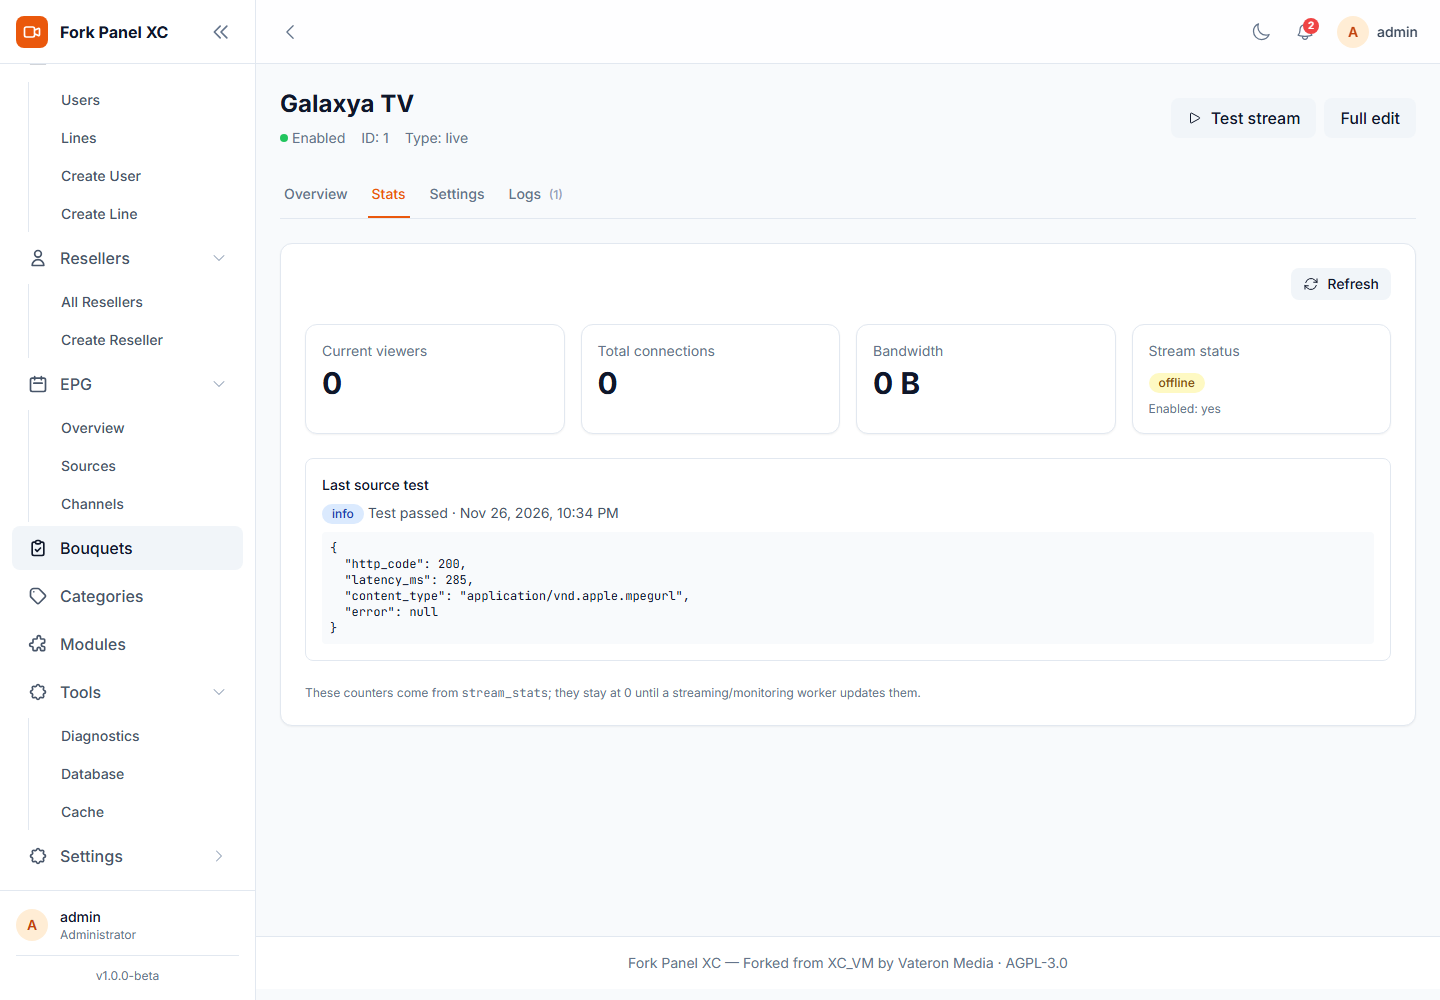 Fork Panel XC
2
A
admin
Users
Lines
Create User
Create Line
Resellers
All Resellers
Create Reseller
EPG
Overview
Sources
Channels
Bouquets
Categories
Modules
Tools
Diagnostics
Database
Cache
Settings
A
admin
Administrator
v1.0.0-beta
Galaxya TV
Enabled ID: 1 Type: live
Test stream
Full edit
Overview Stats Settings Logs (1)
Refresh
Current viewers
0
Total connections
0
Bandwidth
0 B
Stream status
offline
Enabled: yes
Last source test
info Test passed · Nov 26, 2026, 10:34 PM
{
"http_code": 200,
"latency_ms": 285,
"content_type": "application/vnd.apple.mpegurl",
"error": null
}
These counters come from stream_stats; they stay at 0 until a streaming/monitoring worker updates them.
Fork Panel XC — Forked from XC_VM by Vateron Media · AGPL-3.0